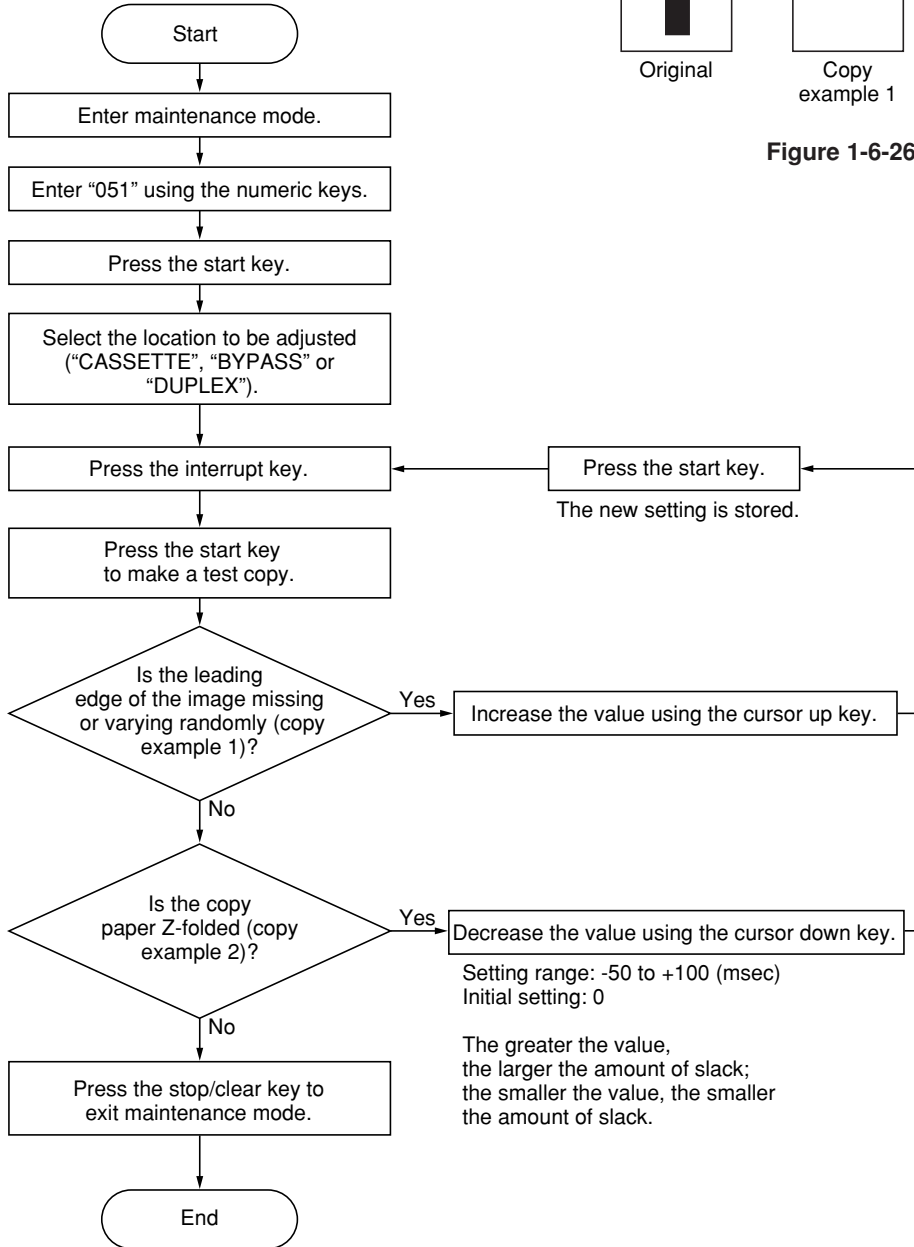 Start
Original
Copy
example 1
Figure 1-6-26
Enter maintenance mode.
Enter “051” using the numeric keys.
Press the start key.
Select the location to be adjusted
(“CASSETTE”, “BYPASS” or
“DUPLEX”).
Press the interrupt key.
Press the start key.
The new setting is stored.
Press the start key
to make a test copy.
Is the leading
edge of the image missing
or varying randomly (copy
example 1)?
Yes
Increase the value using the cursor up key.
No
Is the copy
paper Z-folded (copy
example 2)?
Yes
Decrease the value using the cursor down key.
Setting range: -50 to +100 (msec)
Initial setting: 0
The greater the value,
the larger the amount of slack;
the smaller the value, the smaller
the amount of slack.
No
Press the stop/clear key to
exit maintenance mode.
End